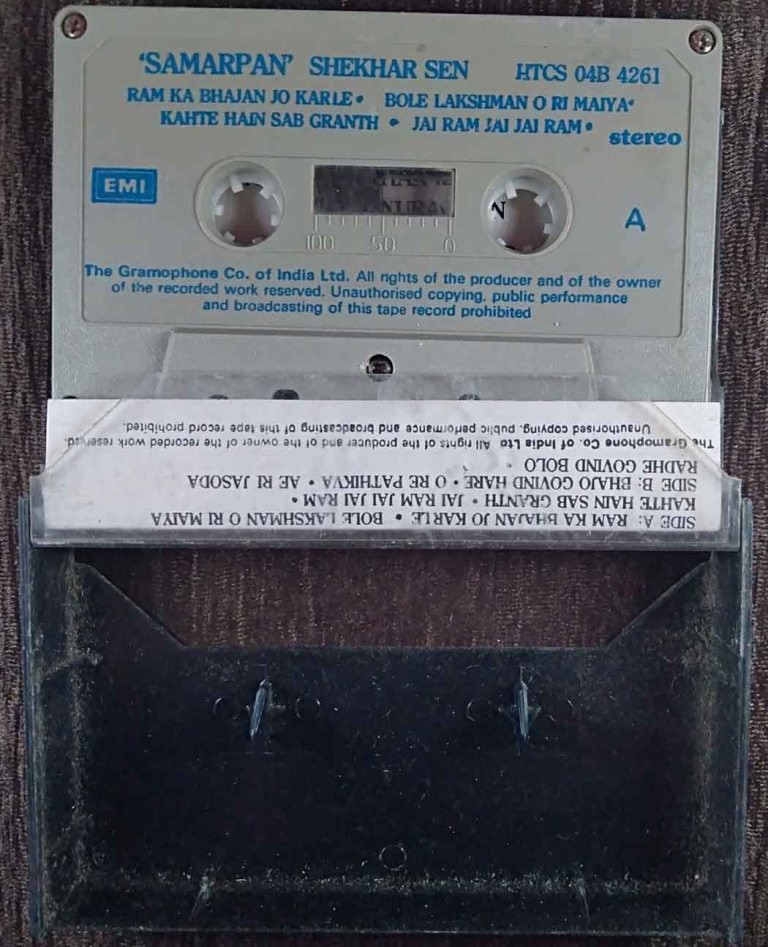 'SAMARPAN' SHEKHAR SEN HTCS 04B 4261
RAM KA BHAJAN JO KARLE • BOLE LAKSHMAN O RI MAIYA•
KAHTE HAIN SAB GRANTH • JAI RAM JAI JAI RAM •
stereo
EMI
100 50 0
A
The Gramophone Co. of India Ltd. All rights of the producer and of the owner
of the recorded work reserved. Unauthorised copying, public performance
and broadcasting of this tape record prohibited
SIDE A: RAM KA BHAJAN JO KARLE • BOLE LAKSHMAN O RI MAIYA
KAHTE HAIN SAB GRANTH • JAI RAM JAI JAI RAM •
SIDE B: BHAJO GOVIND HARE • O RE PATHIKVA • AE RI JASODA
RADHE GOVIND BOLO •
The Gramophone Co. of India Ltd All rights of the producer and of the owner of the recorded work reserved.
Unauthorised copying, public performance and broadcasting of this tape record prohibited.